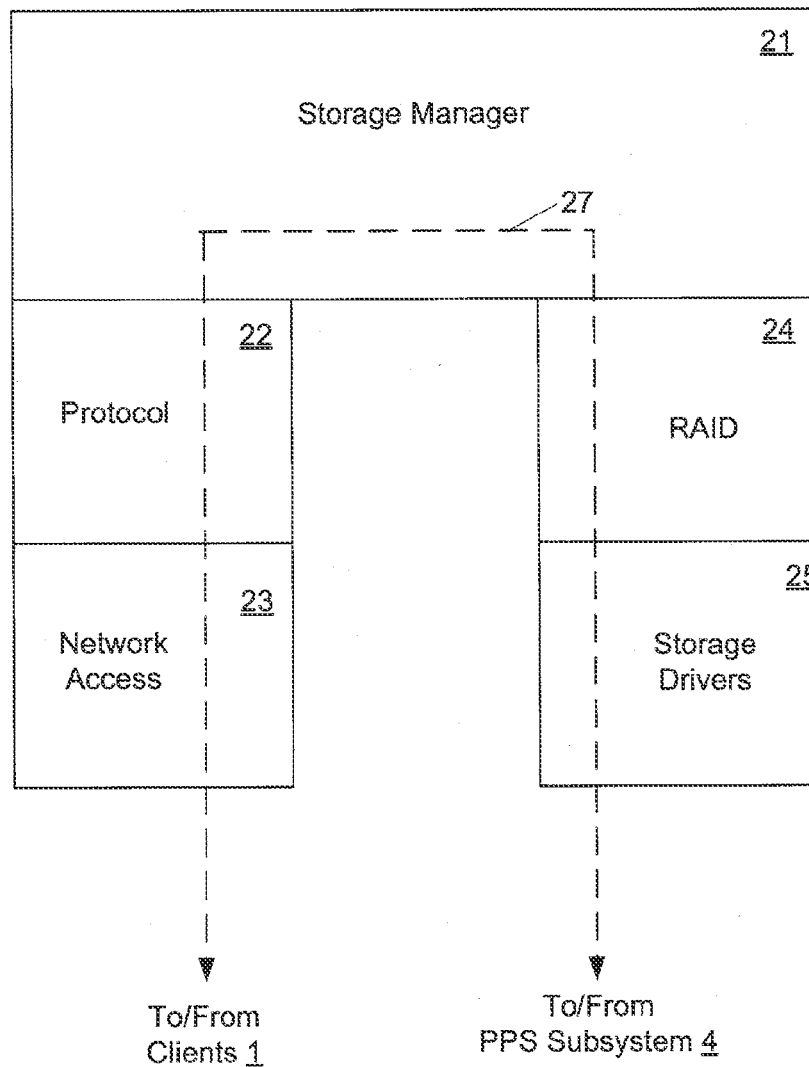 21
Storage Manager
27
22
Protocol
24
RAID
23
Network
Access
25
Storage
Drivers
To/From
Clients 1
To/From
PPS Subsystem 4